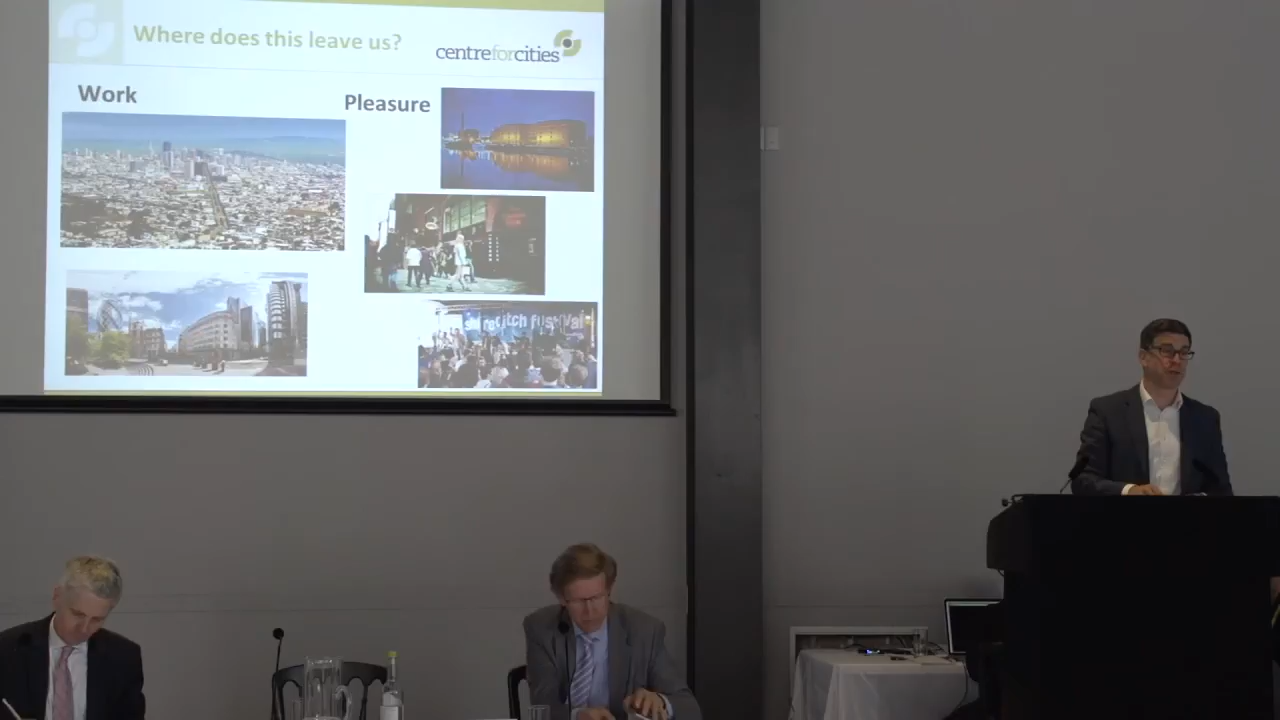 Where does this leave us?
centreforcities
Work
Pleasure
Festival